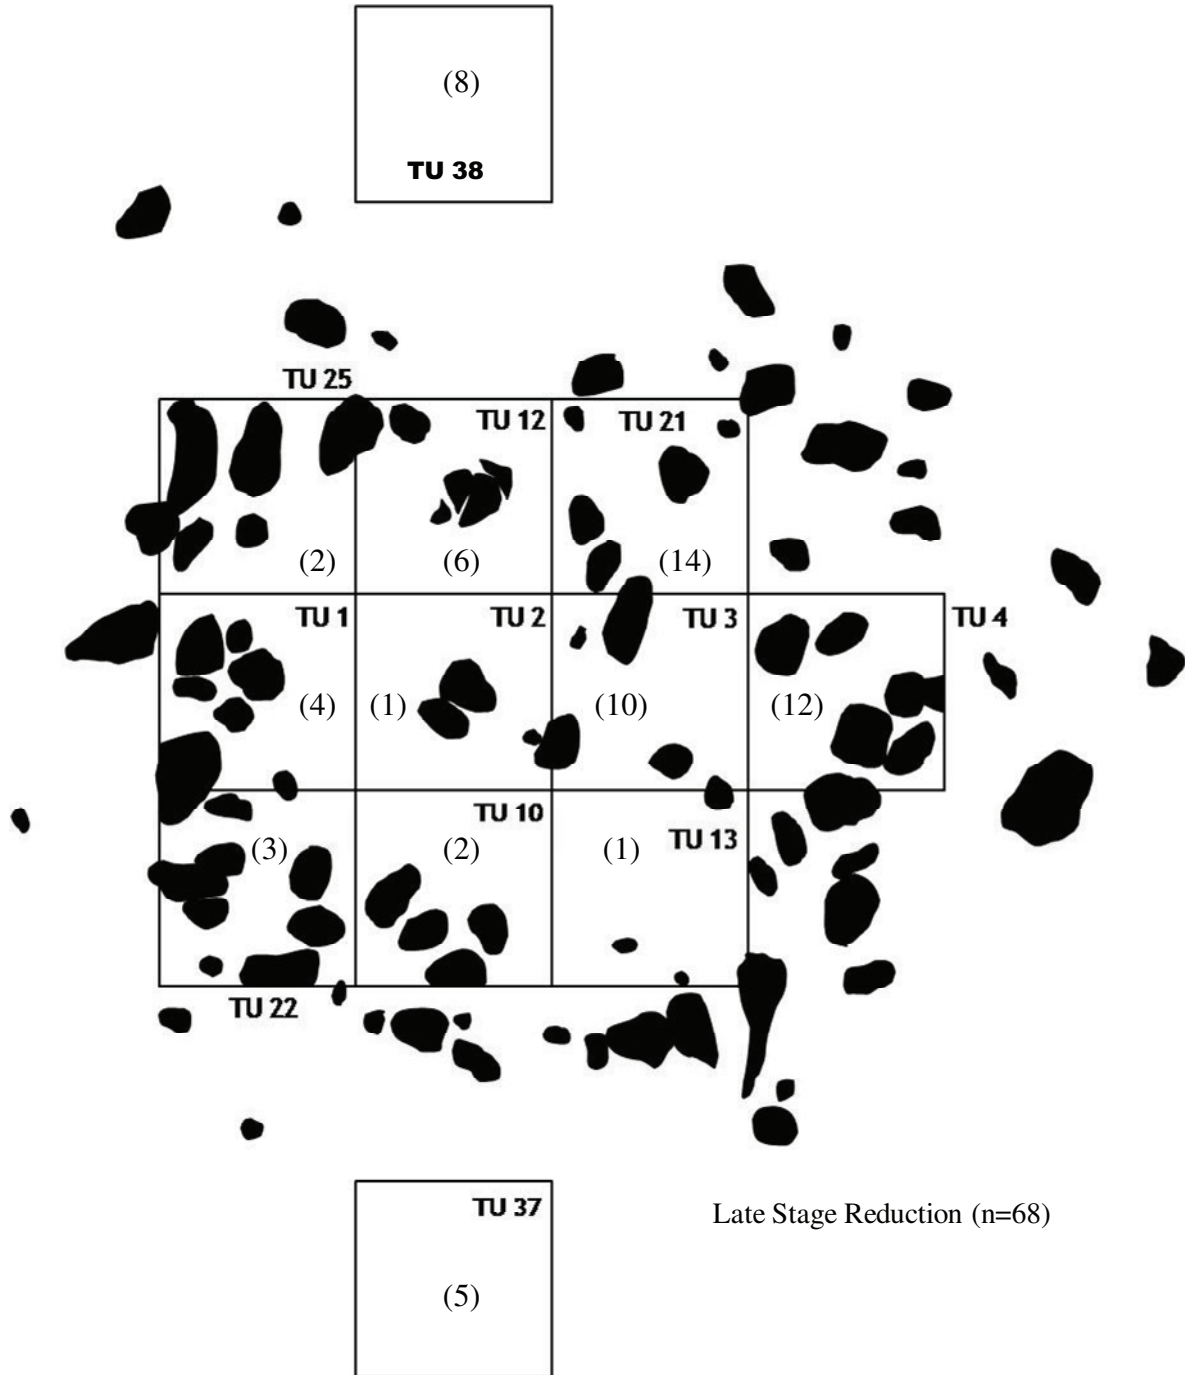 (8)
TU 38
TU 25
TU 12
TU 21
(2)
(6)
(14)
TU 1
TU 2
TU 3
TU 4
(4)
(1)
(10)
(12)
TU 10
TU 13
(3)
(2)
(1)
TU 22
TU 37
Late Stage Reduction (n=68)
(5)